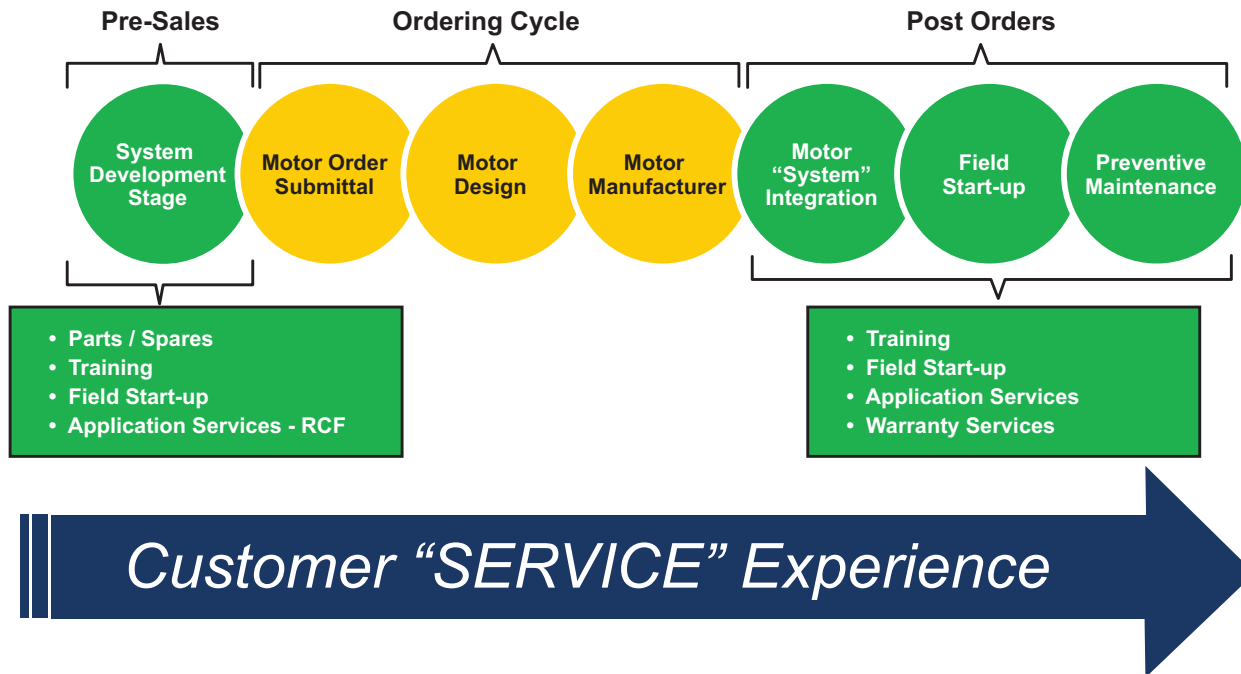 Pre-Sales
Ordering Cycle
Post Orders
System
Development
Stage
Motor Order
Submittal
Motor
Design
Motor
Manufacturer
Motor
“System”
Integration
Field
Start-up
Preventive
Maintenance
• Parts / Spares
• Training
• Field Start-up
• Application Services - RCF
• Training
• Field Start-up
• Application Services
• Warranty Services
Customer “SERVICE” Experience